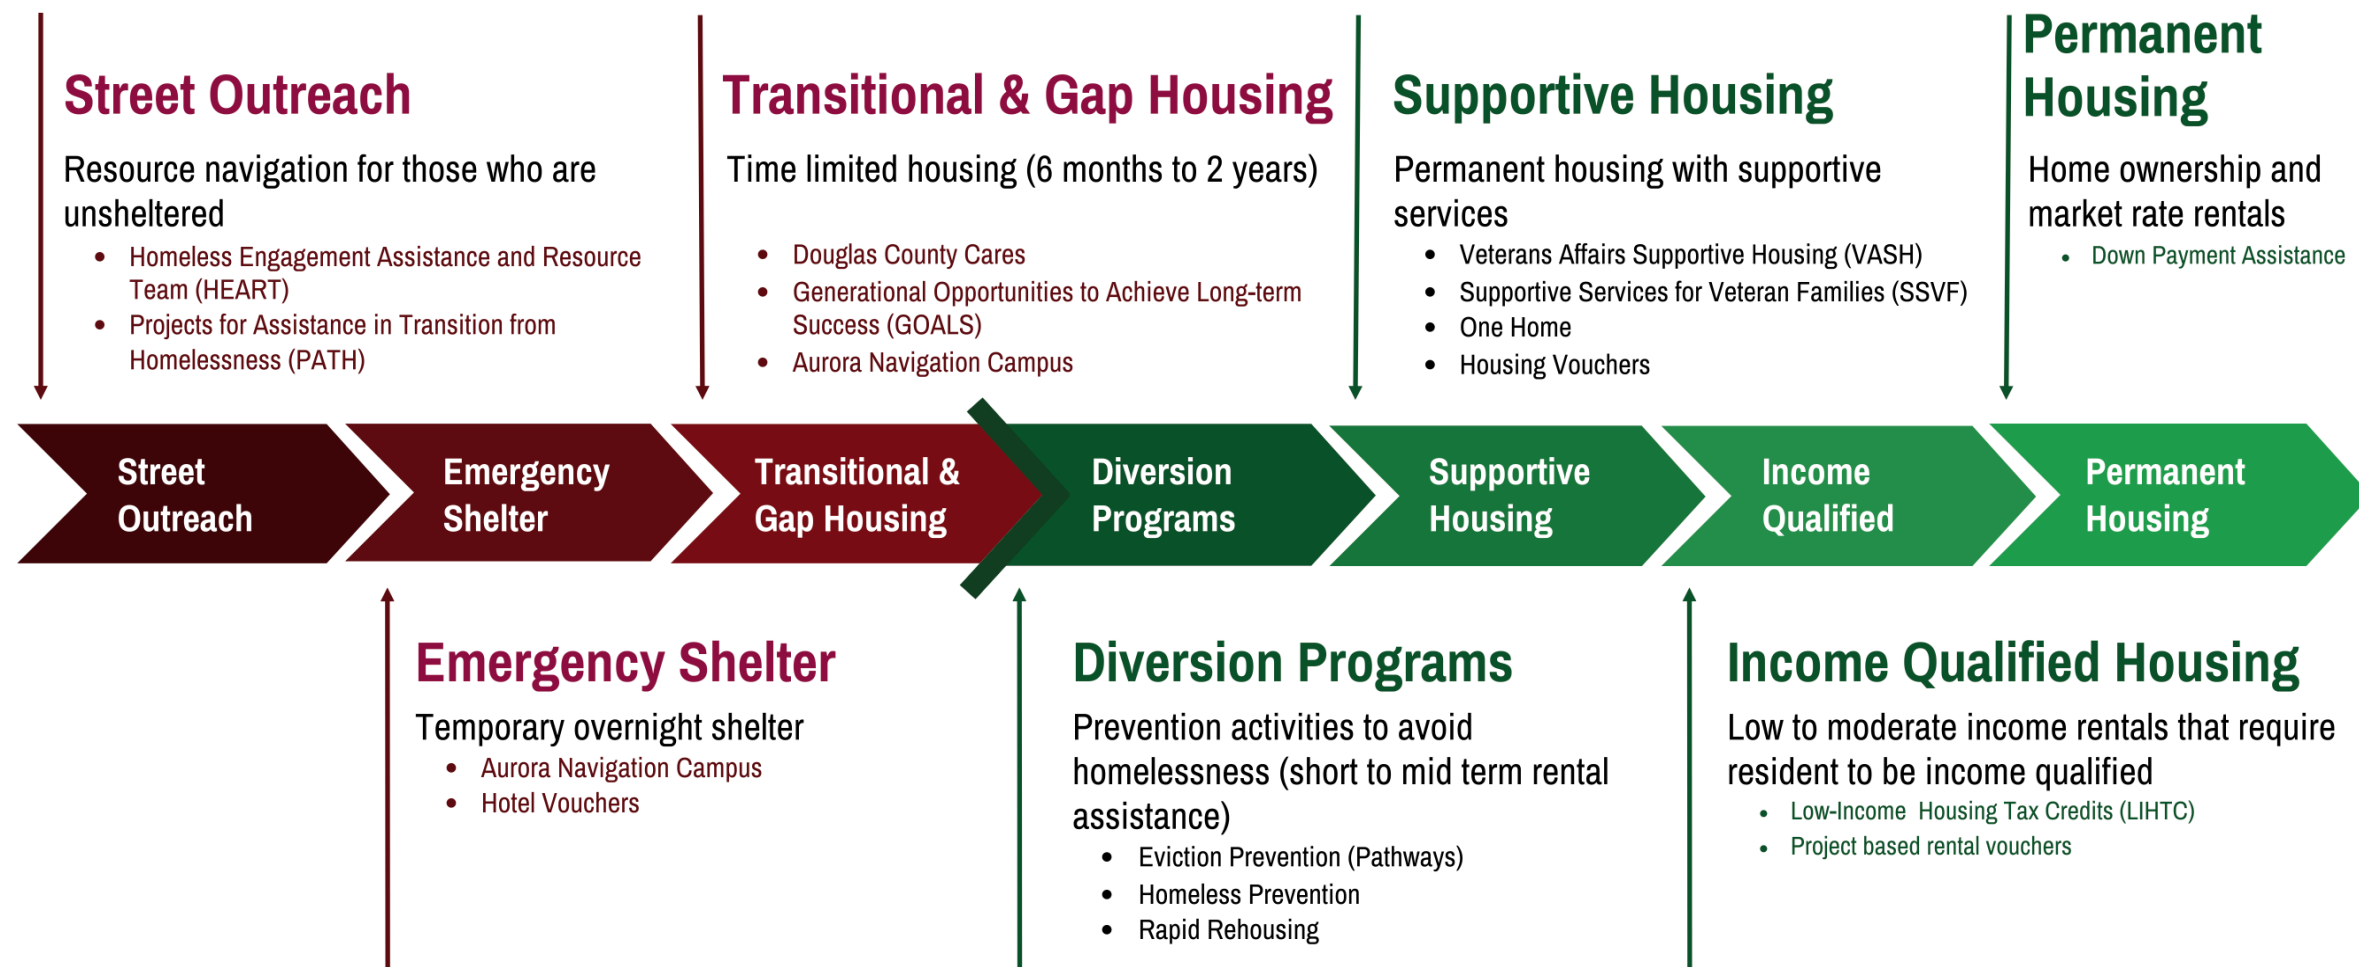 Street Outreach
Resource navigation for those who are
unsheltered
• Homeless Engagement Assistance and Resource
Team (HEART)
• Projects for Assistance in Transition from
Homelessness (PATH)
Transitional & Gap Housing
Time limited housing (6 months to 2 years)
• Douglas County Cares
• Generational Opportunities to Achieve Long-term
Success (GOALS)
• Aurora Navigation Campus
Supportive Housing
Permanent housing with supportive
services
• Veterans Affairs Supportive Housing (VASH)
• Supportive Services for Veteran Families (SSVF)
• One Home
• Housing Vouchers
Permanent
Housing
Home ownership and
market rate rentals
• Down Payment Assistance
Street
Outreach
Emergency
Shelter
Transitional &
Gap Housing
Diversion
Programs
Supportive
Housing
Income
Qualified
Permanent
Housing
Emergency Shelter
Temporary overnight shelter
• Aurora Navigation Campus
• Hotel Vouchers
Diversion Programs
Prevention activities to avoid
homelessness (short to mid term rental
assistance)
• Eviction Prevention (Pathways)
• Homeless Prevention
• Rapid Rehousing
Income Qualified Housing
Low to moderate income rentals that require
resident to be income qualified
• Low-Income Housing Tax Credits (LIHTC)
• Project based rental vouchers